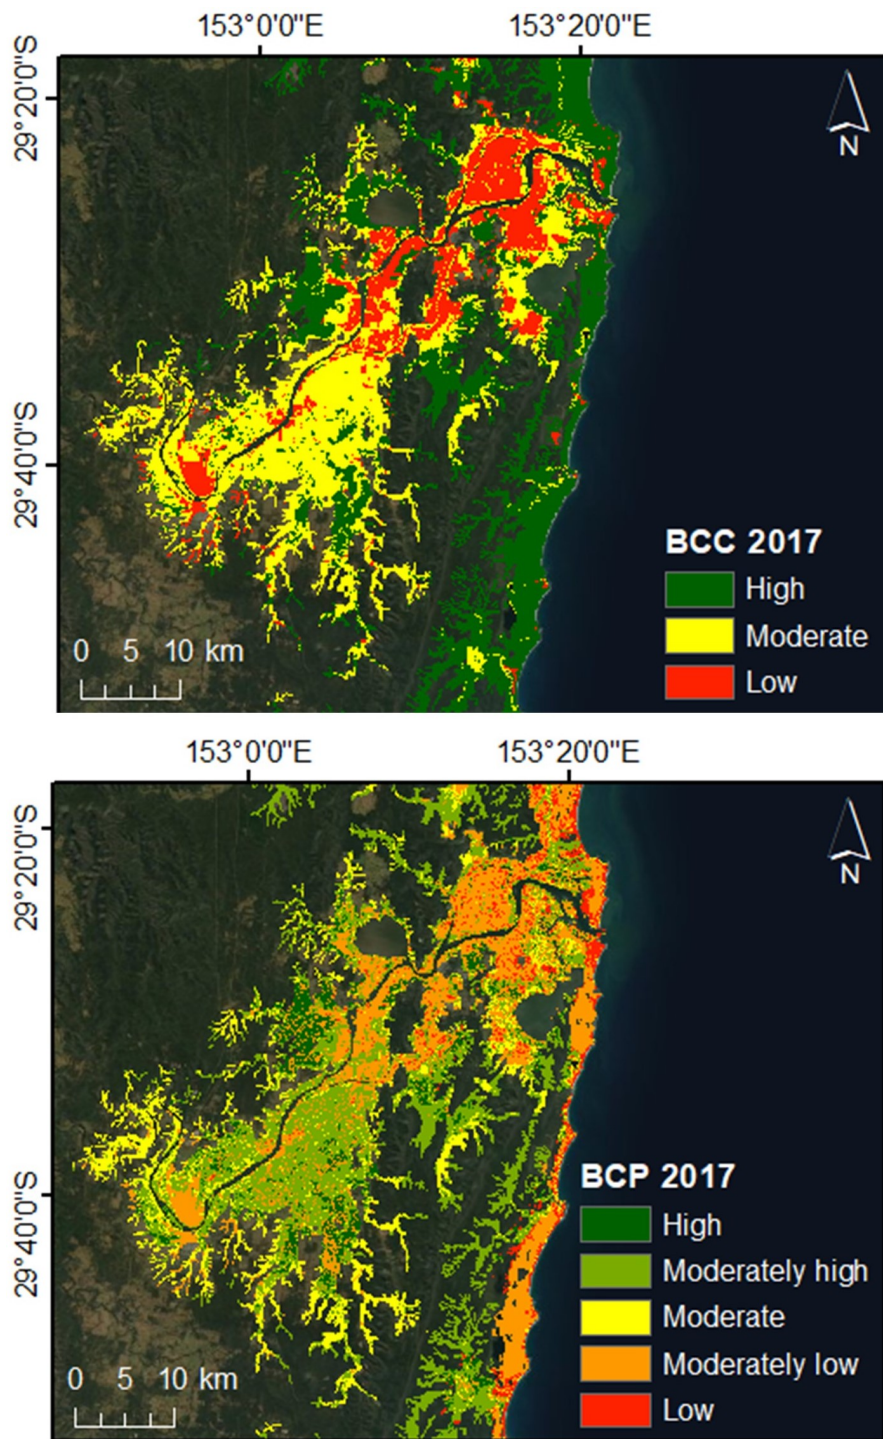 153°0'0"E 153°20'0"E
29°20'0"S
N
29°40'0"S
BCC 2017
High
Moderate
Low
0 5 10 km
153°0'0"E 153°20'0"E
29°20'0"S
N
29°40'0"S
BCP 2017
High
Moderately high
Moderate
Moderately low
Low
0 5 10 km